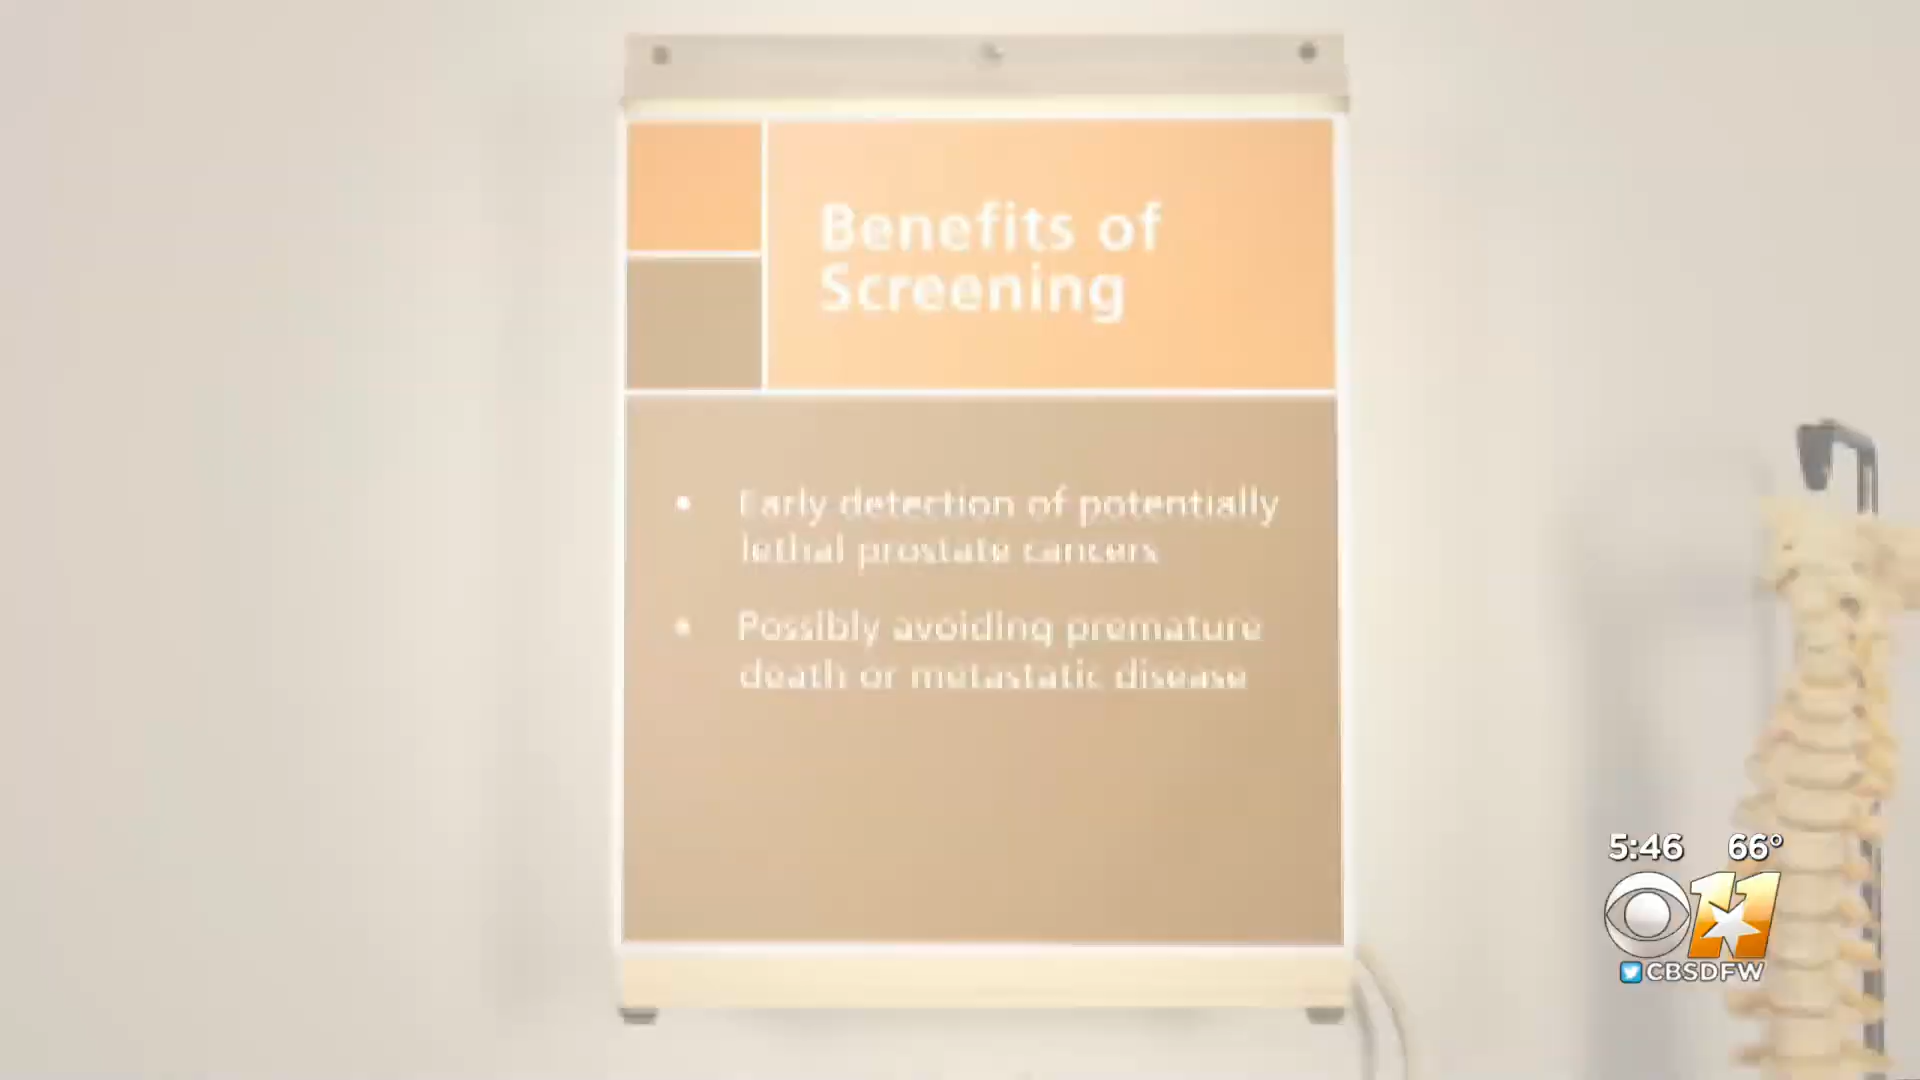 Benefits of
Screening
• Early detection of potentially
lethal prostate cancers
• Possibly avoiding premature
death or metastatic disease
5:46 66°
11
CBSDFW